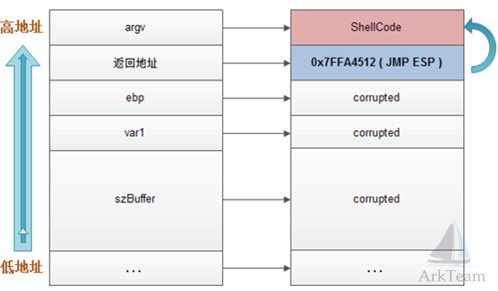 高地址
argv
ShellCode
返回地址
0x7FFA4512 ( JMP ESP )
ebp
corrupted
var1
corrupted
szBuffer
corrupted
低地址
...
...
ArkTeam